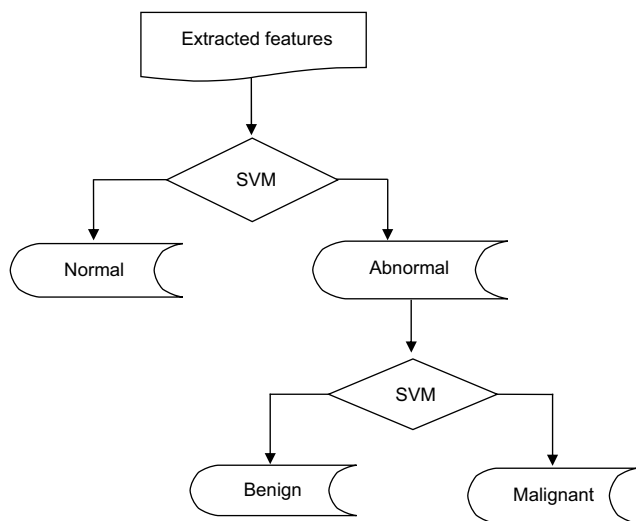 Extracted features
SVM
Normal
Abnormal
SVM
Benign
Malignant